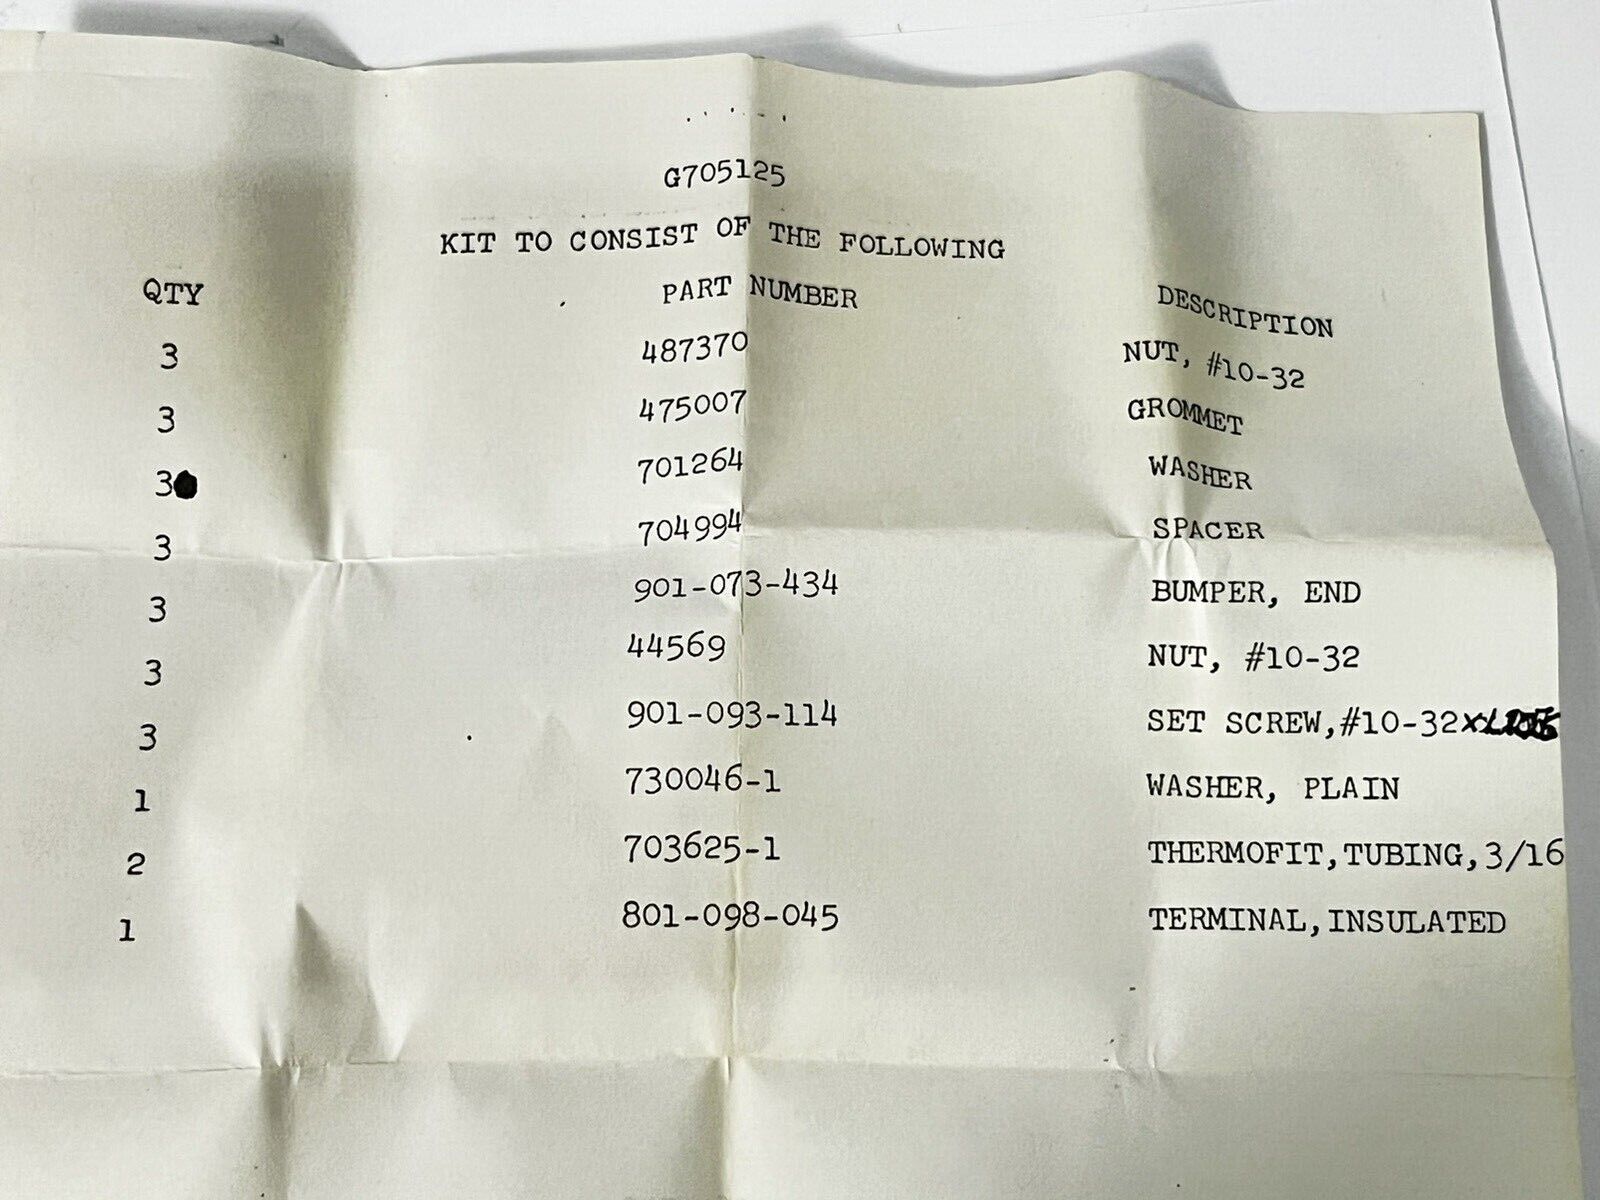 G705125
KIT TO CONSIST OF THE FOLLOWING
QTY PART NUMBER DESCRIPTION
3 487370 NUT, #10-32
3 475007 GROMMET
3 701264 WASHER
3 704994 SPACER
3 901-073-434 BUMPER, END
3 44569 NUT, #10-32
3 901-093-114 SET SCREW,#10-32X
1 730046-1 WASHER, PLAIN
2 703625-1 THERMOFIT,TUBING,3/16
1 801-098-045 TERMINAL,INSULATED